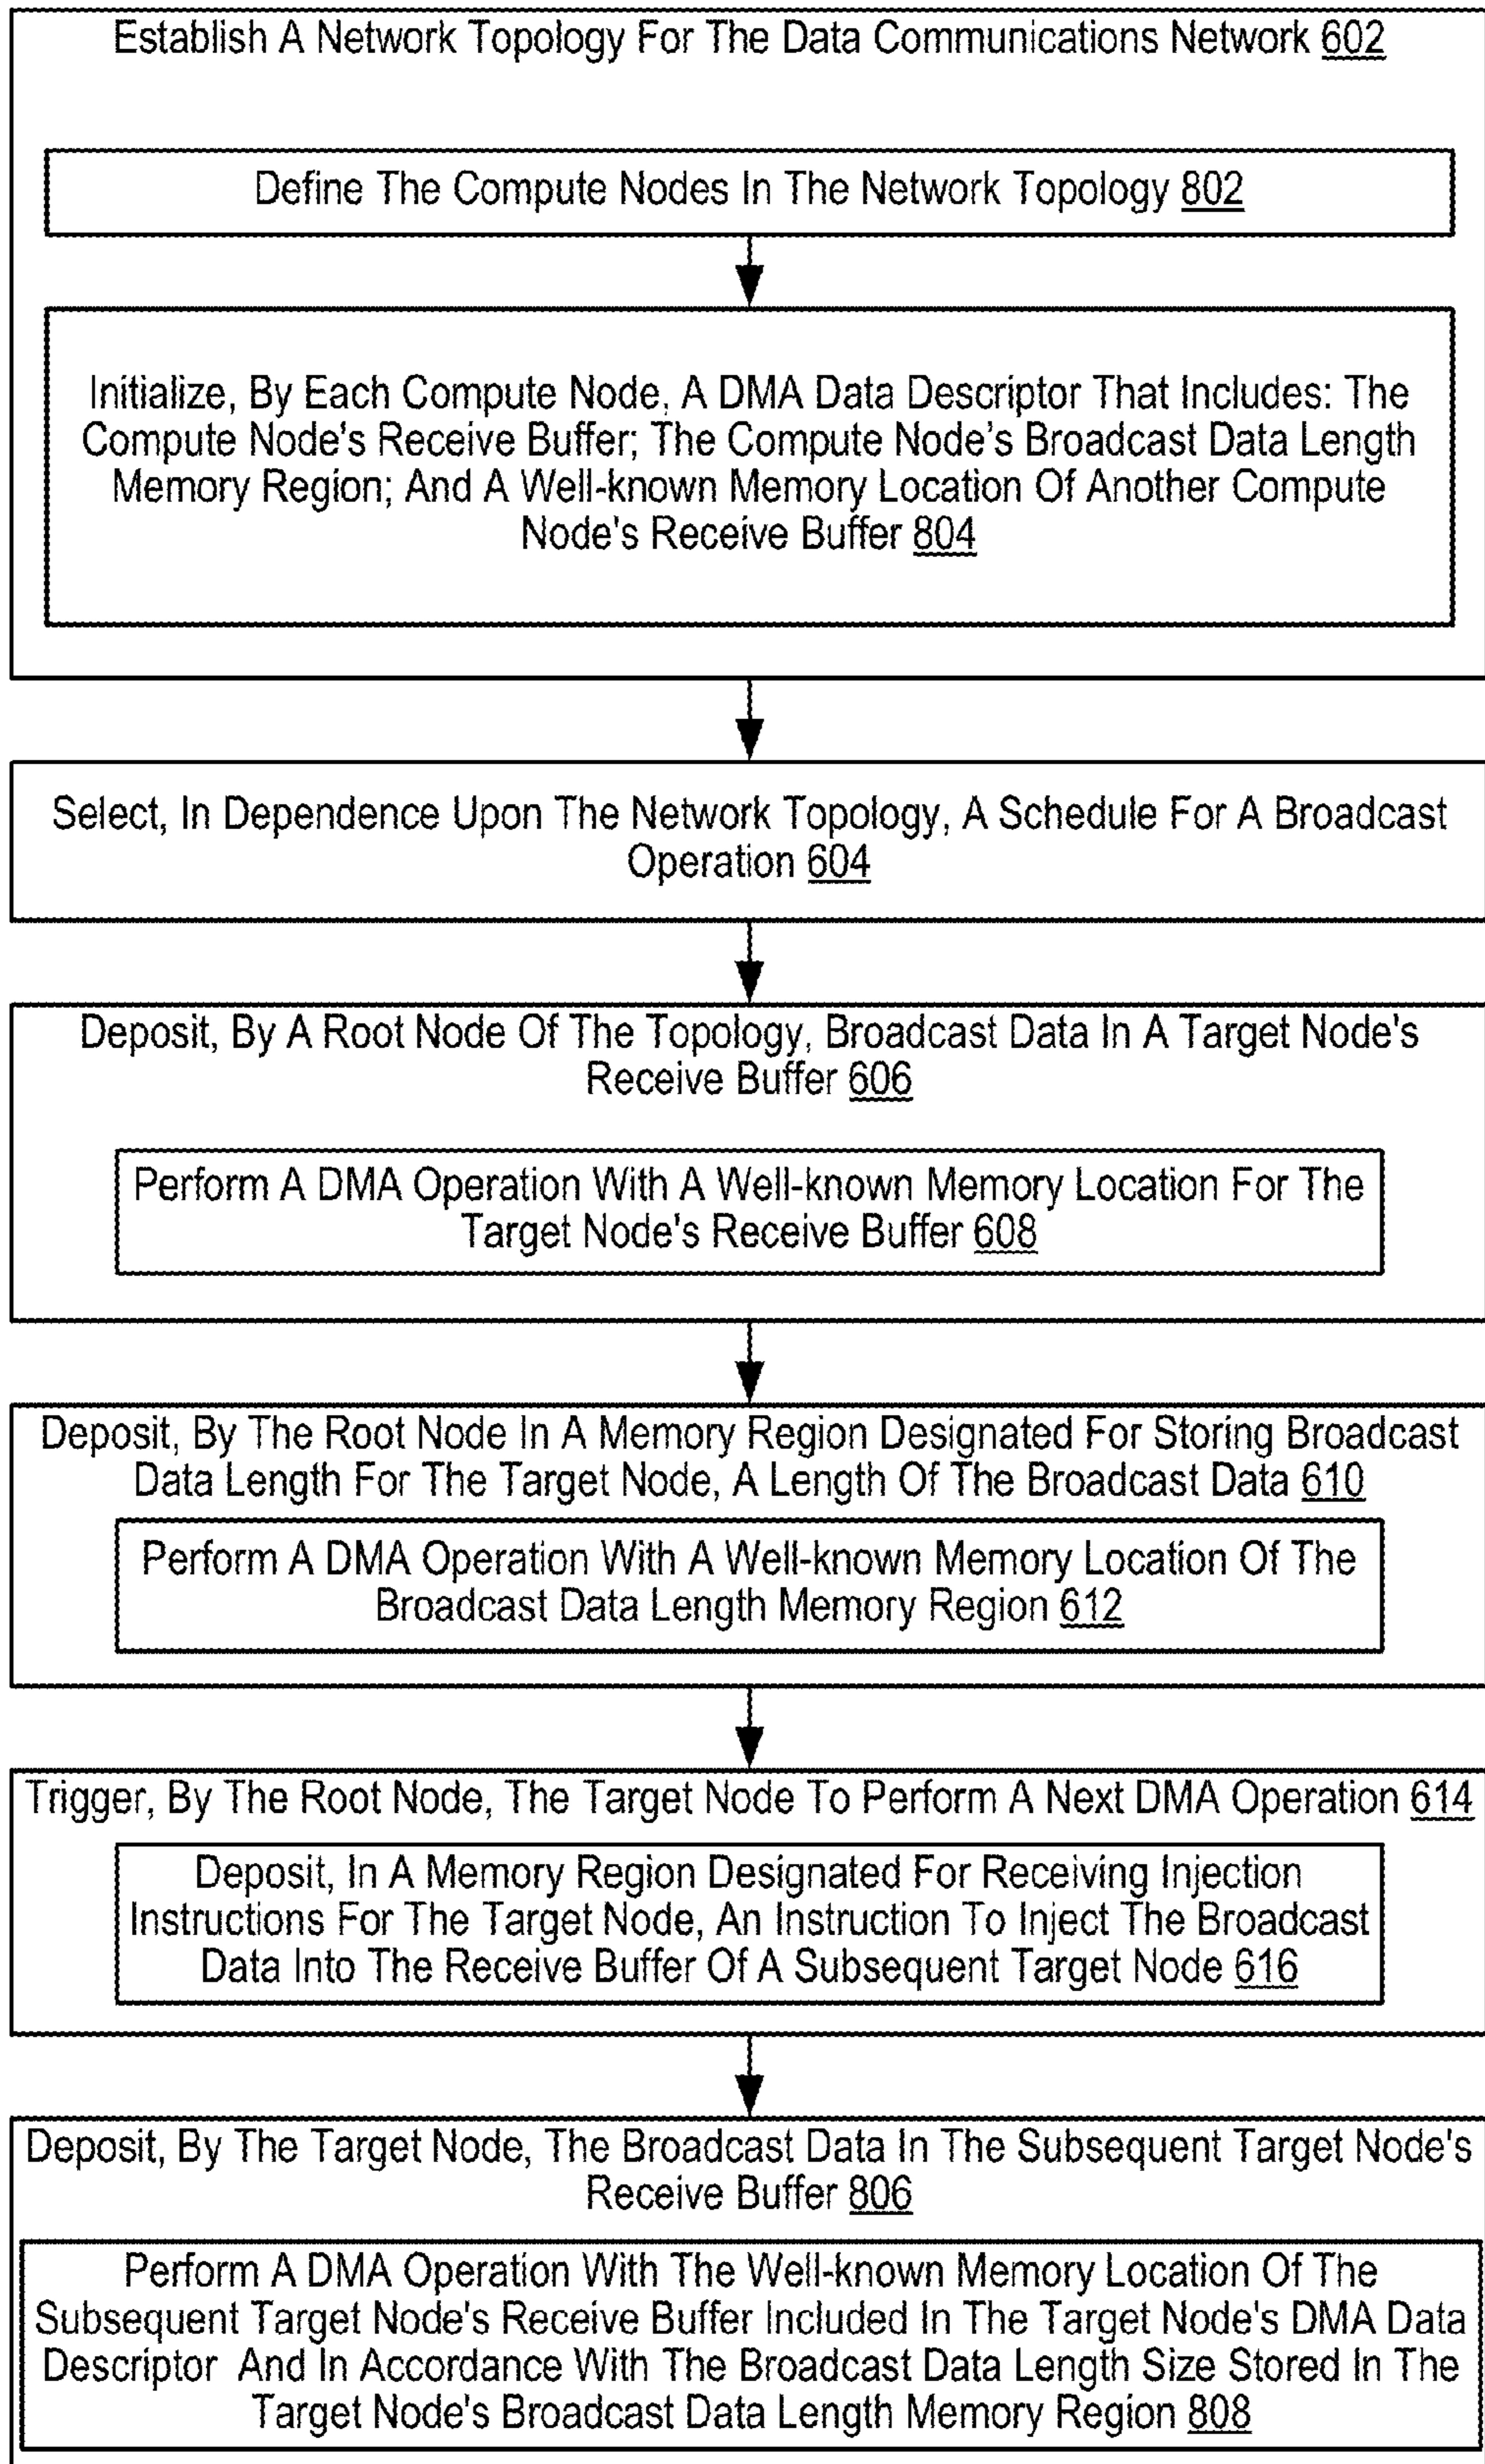 Establish A Network Topology For The Data Communications Network 602
Define The Compute Nodes In The Network Topology 802
Initialize, By Each Compute Node, A DMA Data Descriptor That Includes: The
Compute Node's Receive Buffer; The Compute Node's Broadcast Data Length
Memory Region; And A Well-known Memory Location Of Another Compute
Node's Receive Buffer 804
Select, In Dependence Upon The Network Topology, A Schedule For A Broadcast
Operation 604
Deposit, By A Root Node Of The Topology, Broadcast Data In A Target Node's
Receive Buffer 606
Perform A DMA Operation With A Well-known Memory Location For The
Target Node's Receive Buffer 608
Deposit, By The Root Node In A Memory Region Designated For Storing Broadcast
Data Length For The Target Node, A Length Of The Broadcast Data 610
Perform A DMA Operation With A Well-known Memory Location Of The
Broadcast Data Length Memory Region 612
Trigger, By The Root Node, The Target Node To Perform A Next DMA Operation 614
Deposit, In A Memory Region Designated For Receiving Injection
Instructions For The Target Node, An Instruction To Inject The Broadcast
Data Into The Receive Buffer Of A Subsequent Target Node 616
Deposit, By The Target Node, The Broadcast Data In The Subsequent Target Node's
Receive Buffer 806
Perform A DMA Operation With The Well-known Memory Location Of The
Subsequent Target Node's Receive Buffer Included In The Target Node's DMA Data
Descriptor And In Accordance With The Broadcast Data Length Size Stored In The
Target Node's Broadcast Data Length Memory Region 808